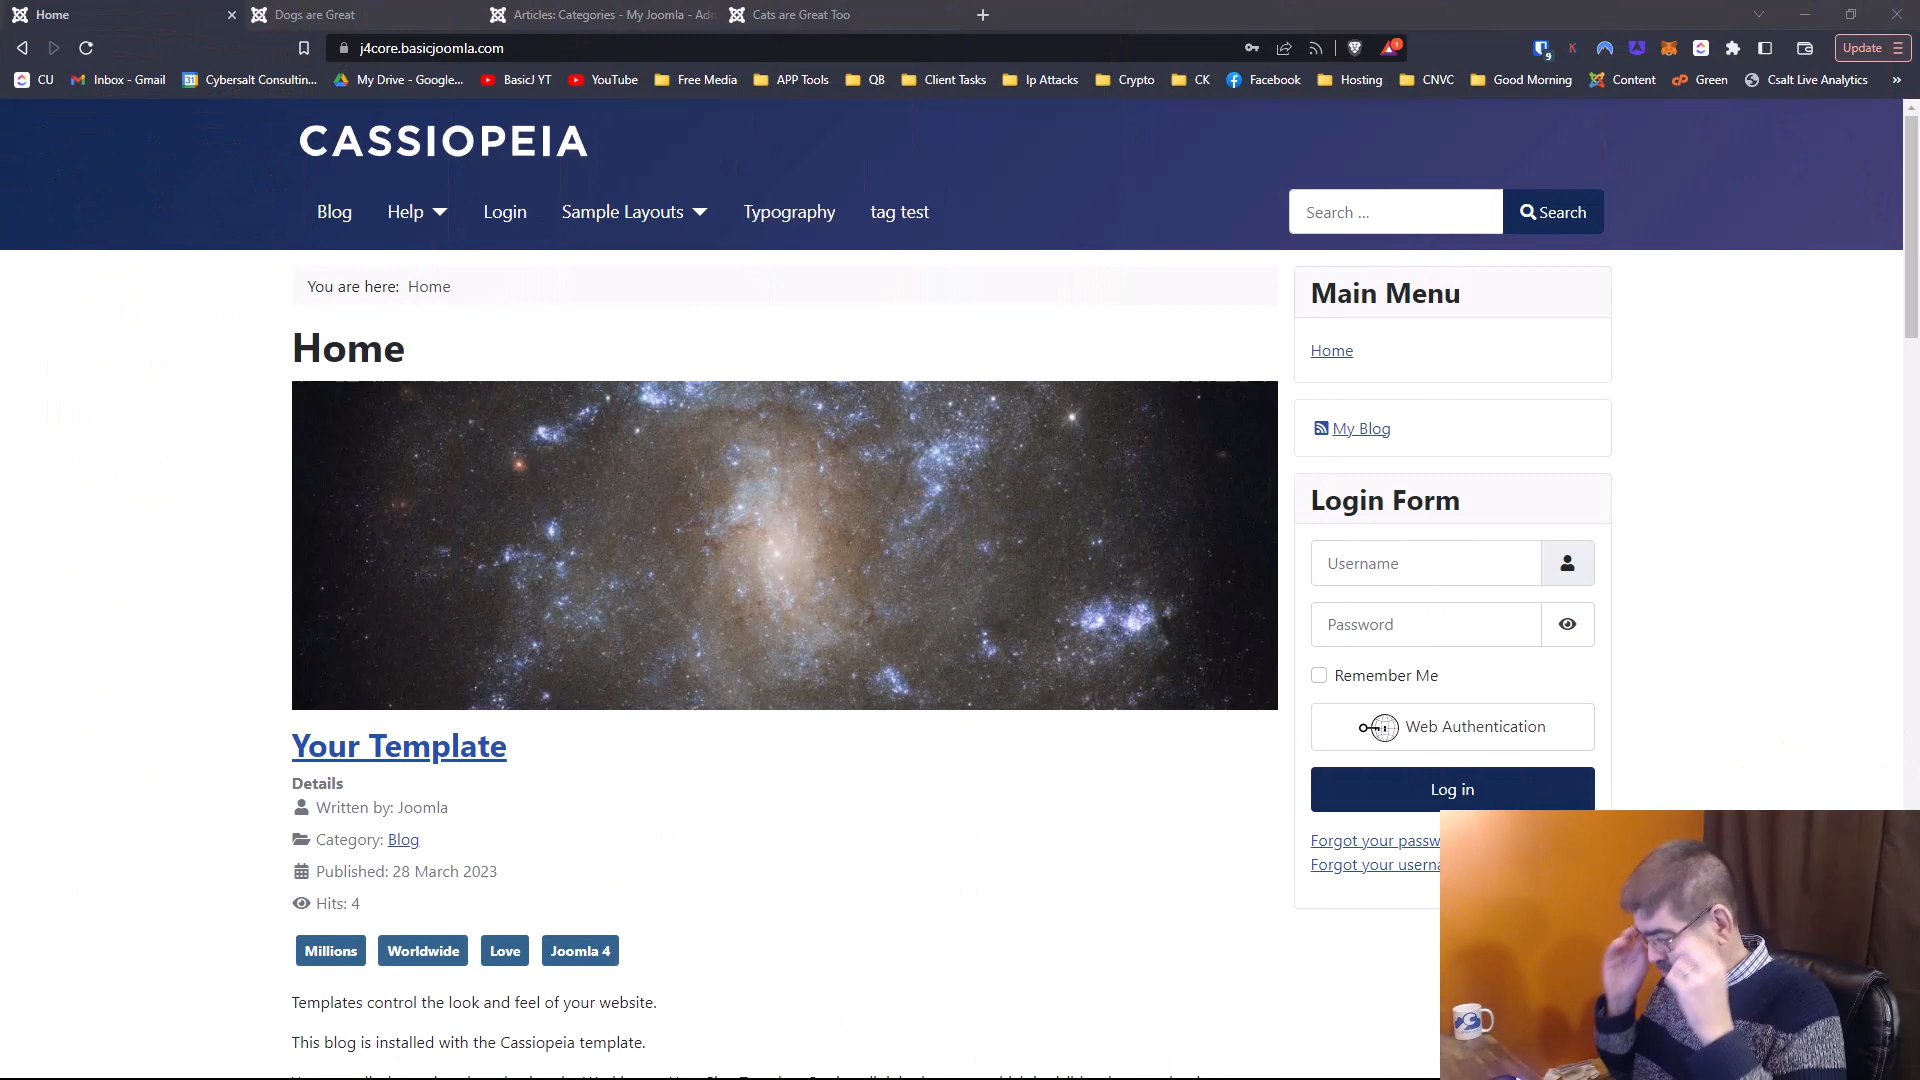 Home
Dogs are Great
Articles: Categories - My Joomla - Adm
Cats are Great Too
j4core.basicjoomla.com
1
9
Update
CU
Inbox - Gmail
Cybersalt Consultin...
My Drive - Google...
BasicJ YT
YouTube
Free Media
APP Tools
QB
Client Tasks
Ip Attacks
Crypto
CK
Facebook
Hosting
CNVC
Good Morning
Content
Green
Csalt Live Analytics
»
CASSIOPEIA
Blog
Help
Login
Sample Layouts
Typography
tag test
Search ...
Search
You are here: Home
Home
Your Template
Details
Written by: Joomla
Category: Blog
Published: 28 March 2023
Hits: 4
Millions
Worldwide
Love
Joomla 4
Templates control the look and feel of your website.
This blog is installed with the Cassiopeia template.
Main Menu
Home
My Blog
Login Form
Username
Password
Remember Me
Web Authentication
Log in
Forgot your passw
Forgot your userna